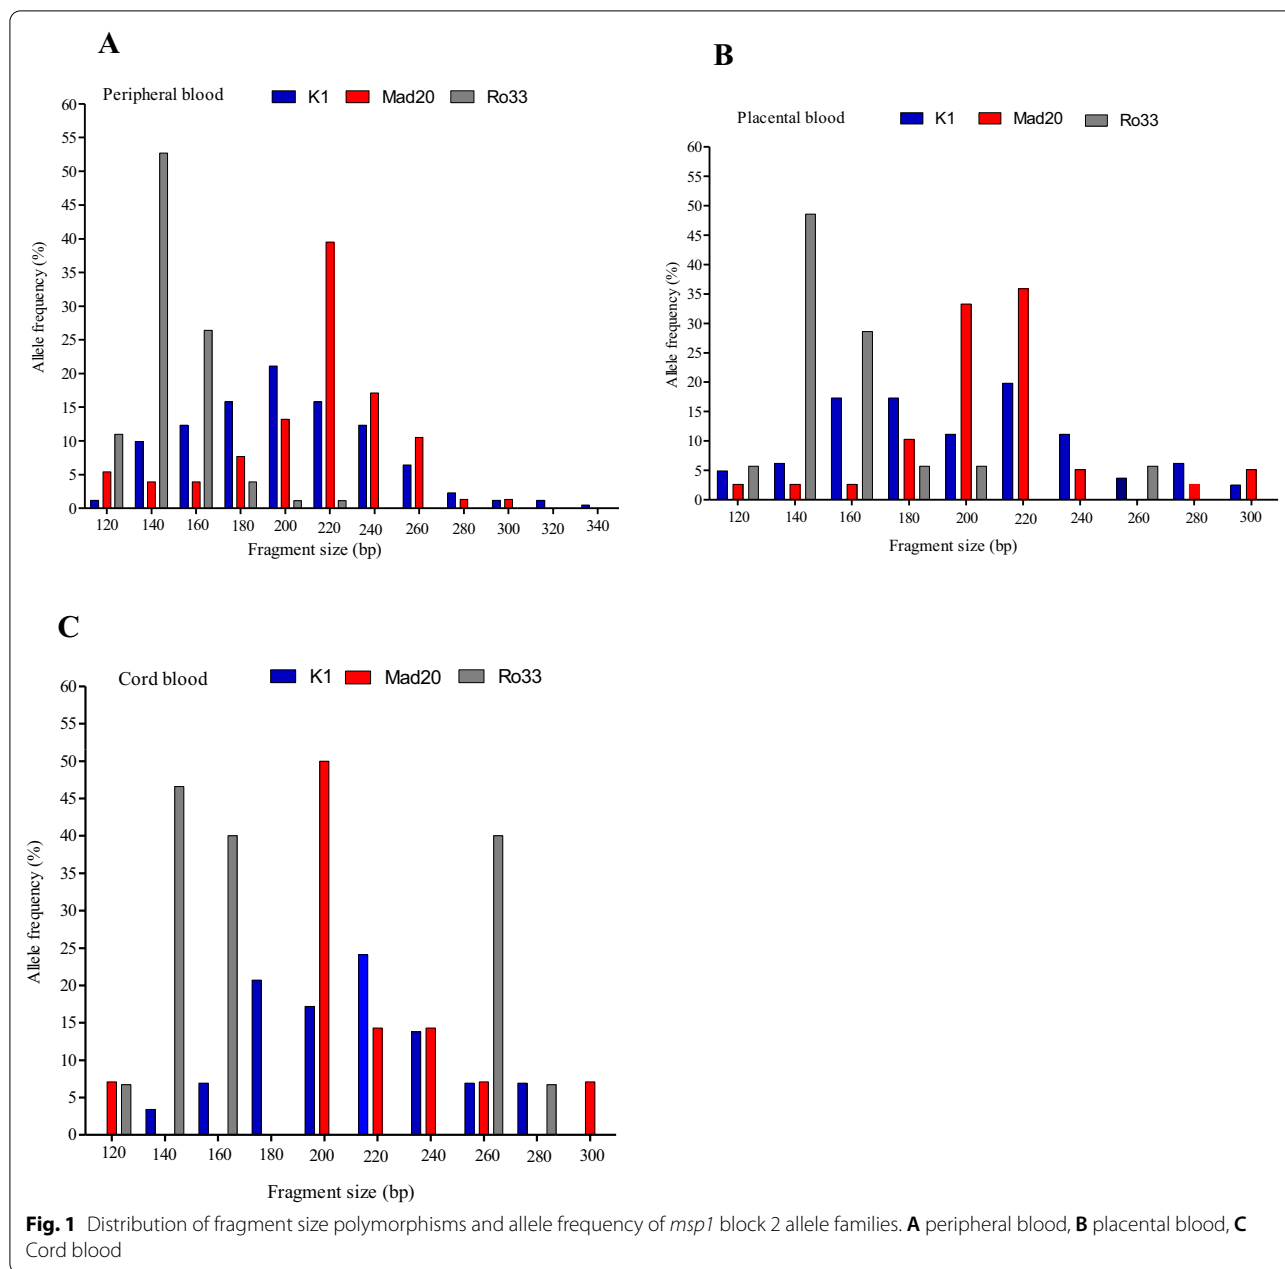 A
Peripheral blood K1 Mad20 Ro33
60
55
50
45
40
35
30
25
20
15
10
5
0
Allele frequency (%)
120 140 160 180 200 220 240 260 280 300 320 340
Fragment size (bp)
B
Placental blood K1 Mad20 Ro33
60
55
50
45
40
35
30
25
20
15
10
5
0
Allele frequency (%)
120 140 160 180 200 220 240 260 280 300
Fragment size (bp)
C
Cord blood K1 Mad20 Ro33
60
55
50
45
40
35
30
25
20
15
10
5
0
Allele frequency (%)
120 140 160 180 200 220 240 260 280 300
Fragment size (bp)
Fig. 1 Distribution of fragment size polymorphisms and allele frequency of msp1 block 2 allele families. A peripheral blood, B placental blood, C
Cord blood